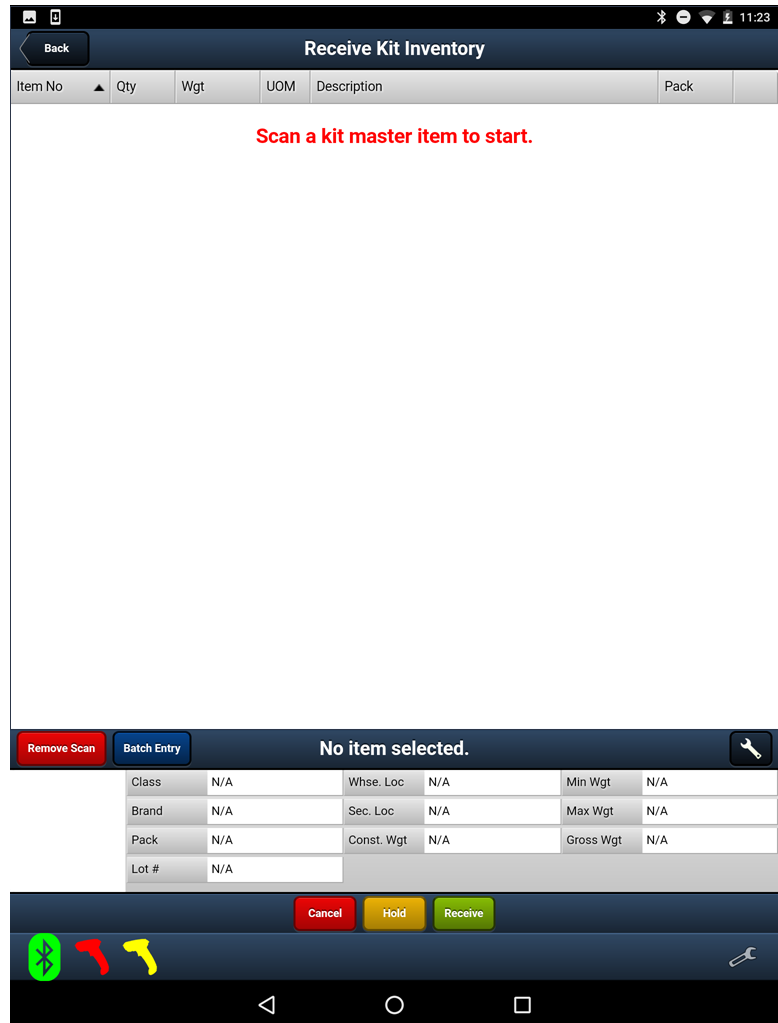 11:23
Back
Receive Kit Inventory
Item No Qty Wgt UOM Description Pack
Scan a kit master item to start.
Remove Scan Batch Entry No item selected.
Class N/A Whse. Loc N/A Min Wgt N/A
Brand N/A Sec. Loc N/A Max Wgt N/A
Pack N/A Const. Wgt N/A Gross Wgt N/A
Lot # N/A
Cancel Hold Receive